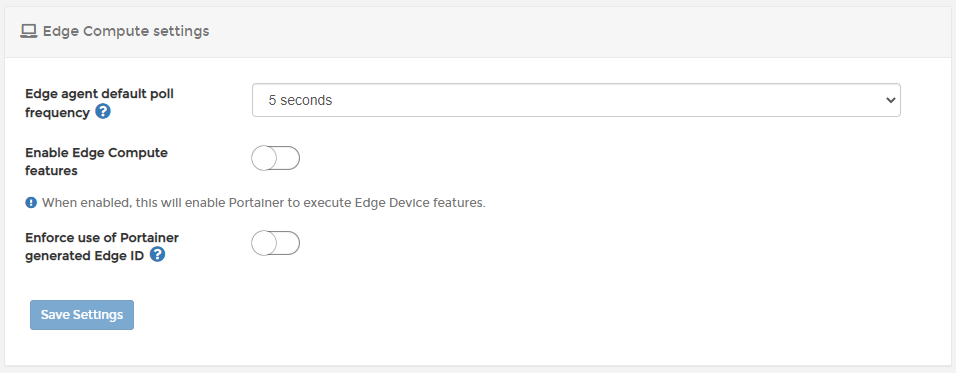 Edge Compute settings
Edge agent default poll
frequency ?
5 seconds
Enable Edge Compute
features
! When enabled, this will enable Portainer to execute Edge Device features.
Enforce use of Portainer
generated Edge ID ?
Save Settings